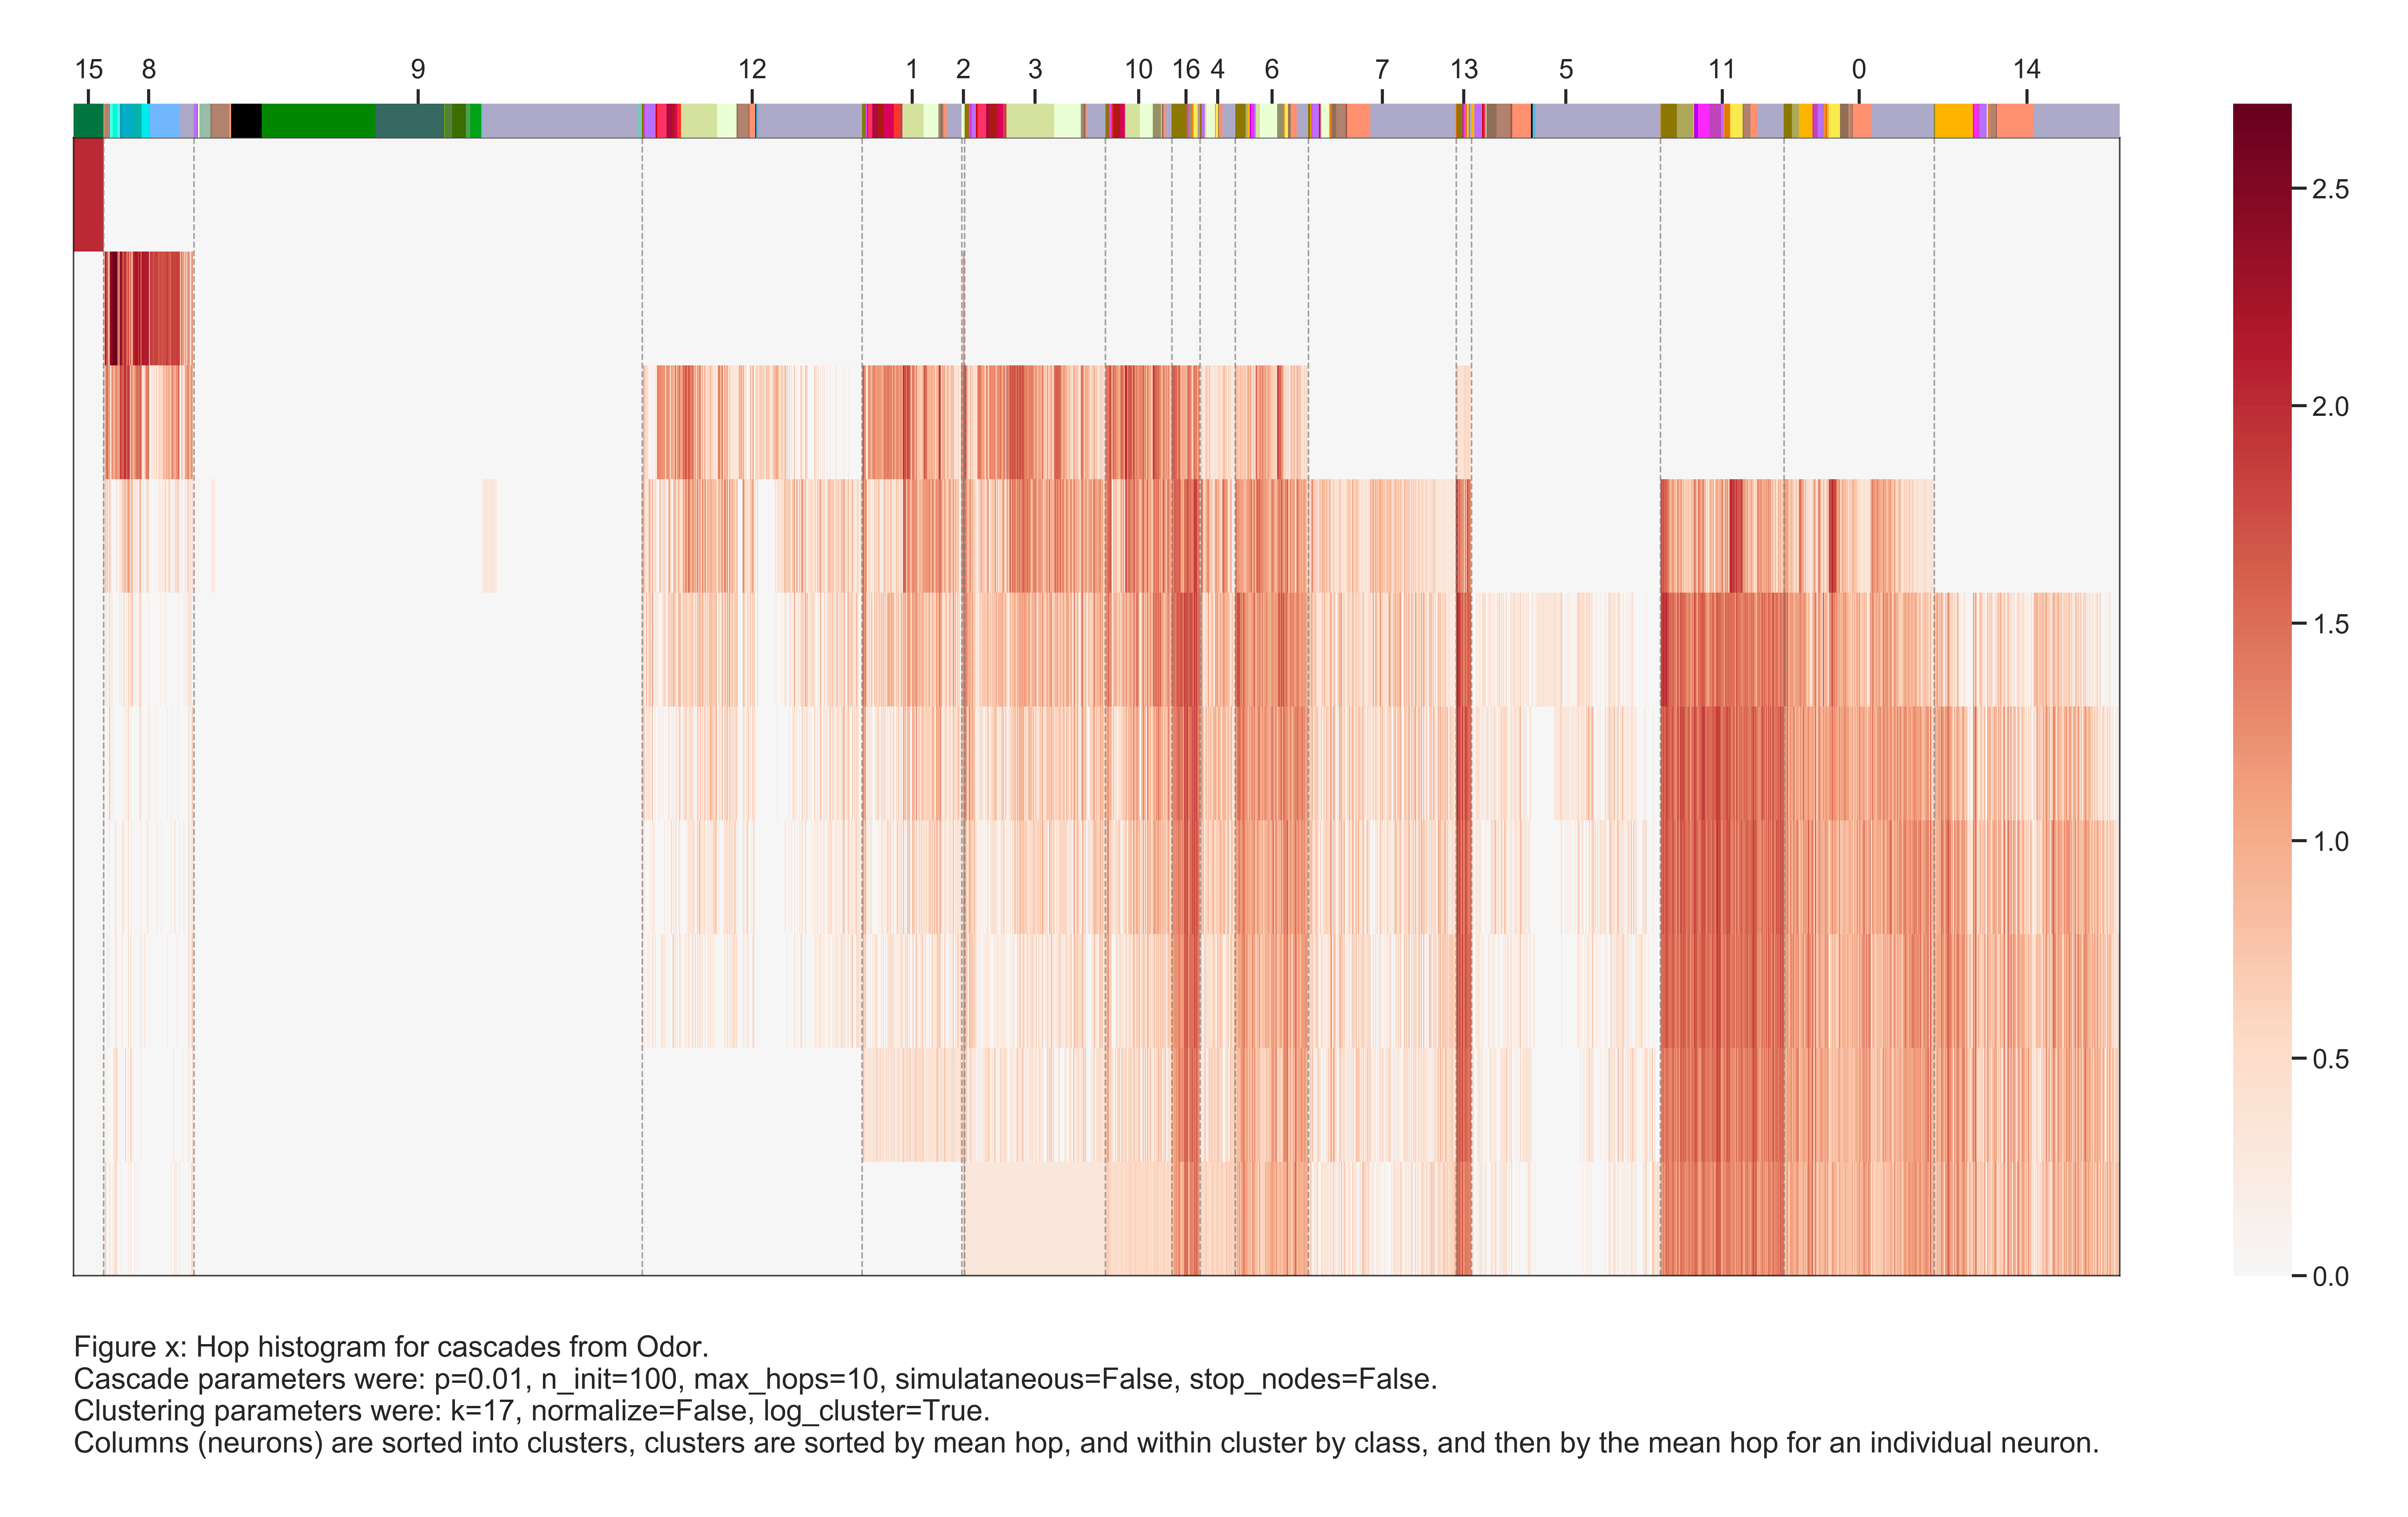 15 8 9 12 1 2 3 10 16 4 6 7 13 5 11 0 14
2.5
2.0
1.5
1.0
0.5
0.0
Figure x: Hop histogram for cascades from Odor.
Cascade parameters were: p=0.01, n_init=100, max_hops=10, simulataneous=False, stop_nodes=False.
Clustering parameters were: k=17, normalize=False, log_cluster=True.
Columns (neurons) are sorted into clusters, clusters are sorted by mean hop, and within cluster by class, and then by the mean hop for an individual neuron.